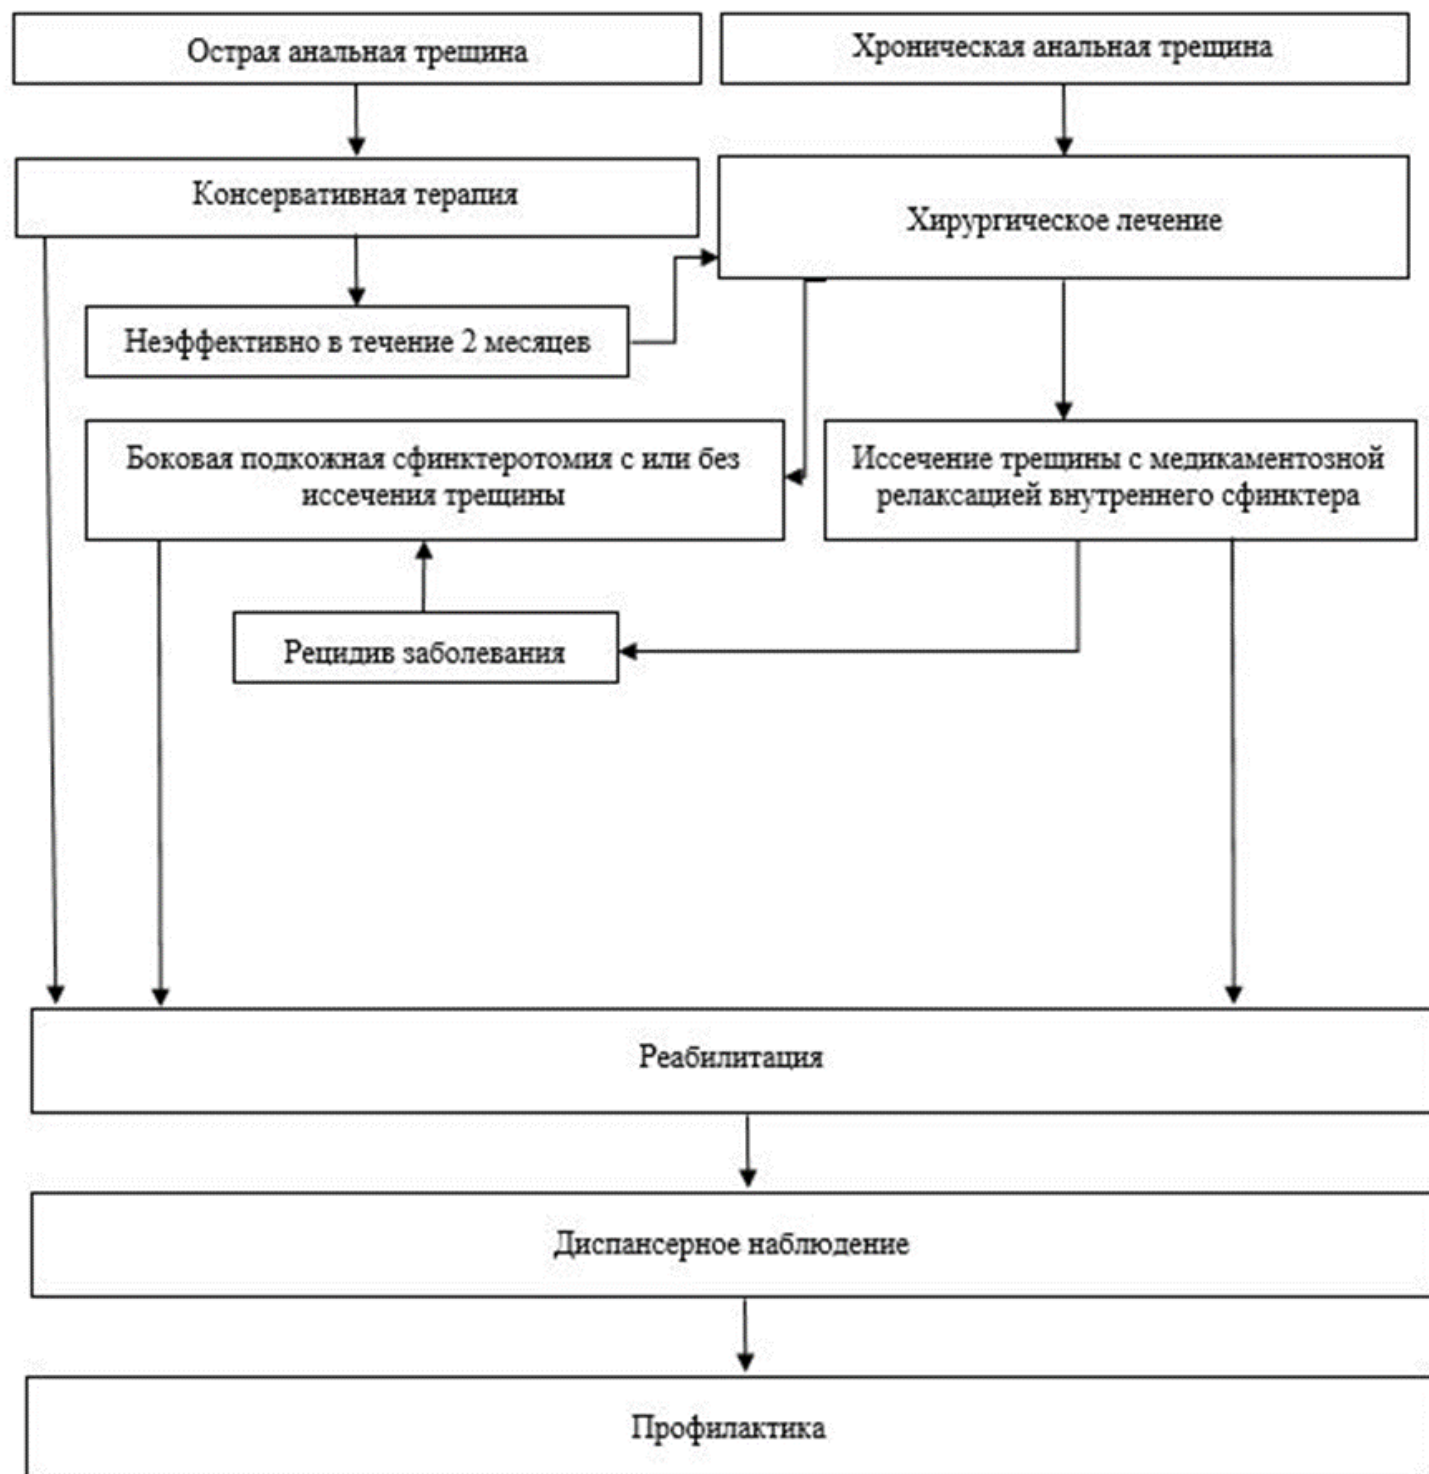 Острая анальная трещина
Хроническая анальная трещина
Консервативная терапия
Хирургическое лечение
Неэффективно в течение 2 месяцев
Боковая подкожная сфинктеротомия с или без
иссечения трещины
Иссечение трещины с медикаментозной
релаксацией внутреннего сфинктера
Рецидив заболевания
Реабилитация
Диспансерное наблюдение
Профилактика